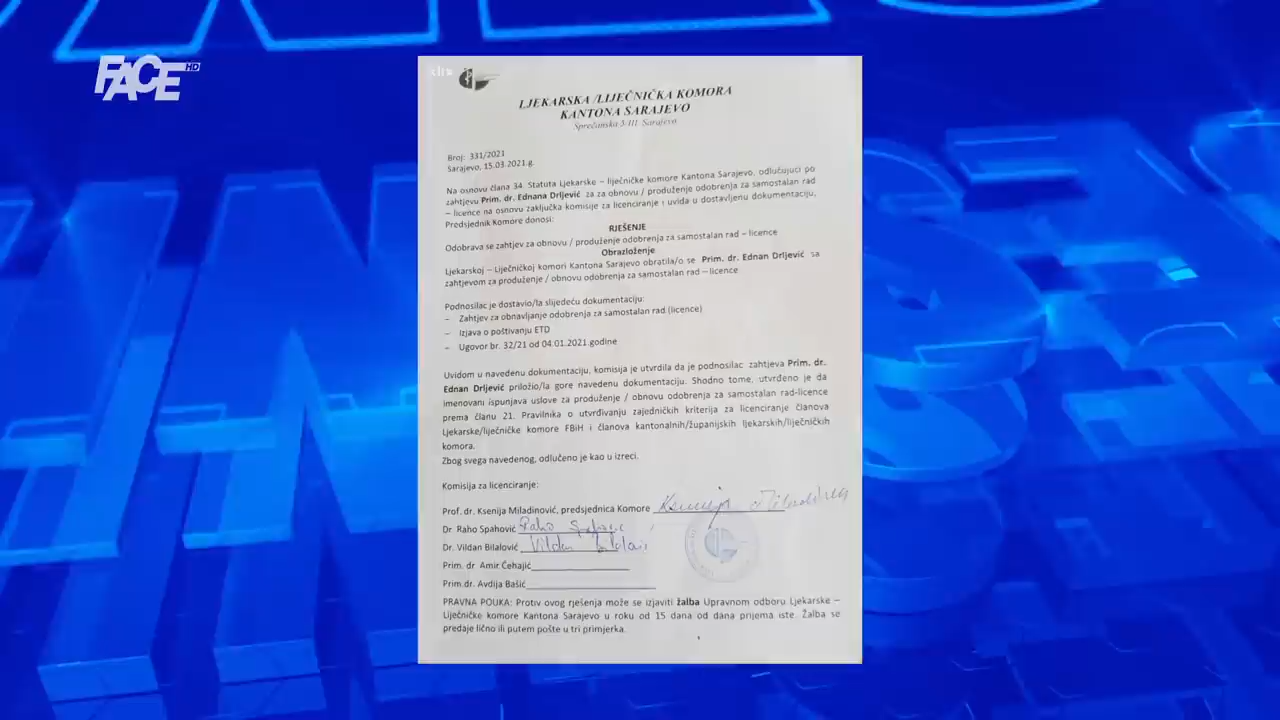 FACE HD
LJEKARSKA /LIJEČNIČKA KOMORA
KANTONA SARAJEVO
Sprečanska 5/III Sarajevo
Broj: 331/2021
Sarajevo, 15.03.2021.g.
Na osnovu člana 34 Statuta Ljekarske – liječničke komore Kantona Sarajevo, odlučujući po
zahtjevu Prim. dr. Ednana Drljević za za obnovu / produženje odobrenja za samostalan rad
– licence na osnovu zaključka komisije za licenciranje i uvida u dostavljenu dokumentaciju,
Predsjednik Komore donosi:
RJEŠENJE
Odobrava se zahtjev za obnovu / produženje odobrenja za samostalan rad – licence
Obrazloženje
Ljekarskoj – Liječničkoj komori Kantona Sarajevo obratila/o se Prim. dr. Ednan Drljević sa
zahtjevom za produženje / obnovu odobrenja za samostalan rad – licence
Podnosilac je dostavio/la slijedeću dokumentaciju:
– Zahtjev za obnavljanje odobrenja za samostalan rad (licence)
– Izjava o poštivanju ETD
– Ugovor br. 32/21 od 04.01.2021.godine
Uvidom u navedenu dokumentaciju, komisija je utvrdila da je podnosilac zahtjeva Prim. dr.
Ednan Drljević priložio/la gore navedenu dokumentaciju. Shodno tome, utvrđeno je da
imenovani ispunjava uslove za produženje / obnovu odobrenja za samostalan rad-licence
prema članu 21. Pravilnika o utvrđivanju zajedničkih kriterija za licenciranje članova
Ljekarske/liječničke komore FBiH i članova kantonalnih/županijskih ljekarskih/liječničkih
komora.
Zbog svega navedenog, odlučeno je kao u izreci.
Komisija za licenciranje:
Prof. dr. Ksenija Miladinović, predsjednica Komore Ksenija Miladinović
Dr. Raho Spahović Raho Spahović
Dr. Vildan Bilalović Vildan Bilalović
Prim. dr Amir Čehajić
Prim.dr. Avdija Bašić
PRAVNA POUKA: Protiv ovog rješenja može se izjaviti žalba Upravnom odboru Ljekarske –
Liječničke komore Kantona Sarajevo u roku od 15 dana od dana prijema iste. Žalba se
predaje lično ili putem pošte u tri primjerka.